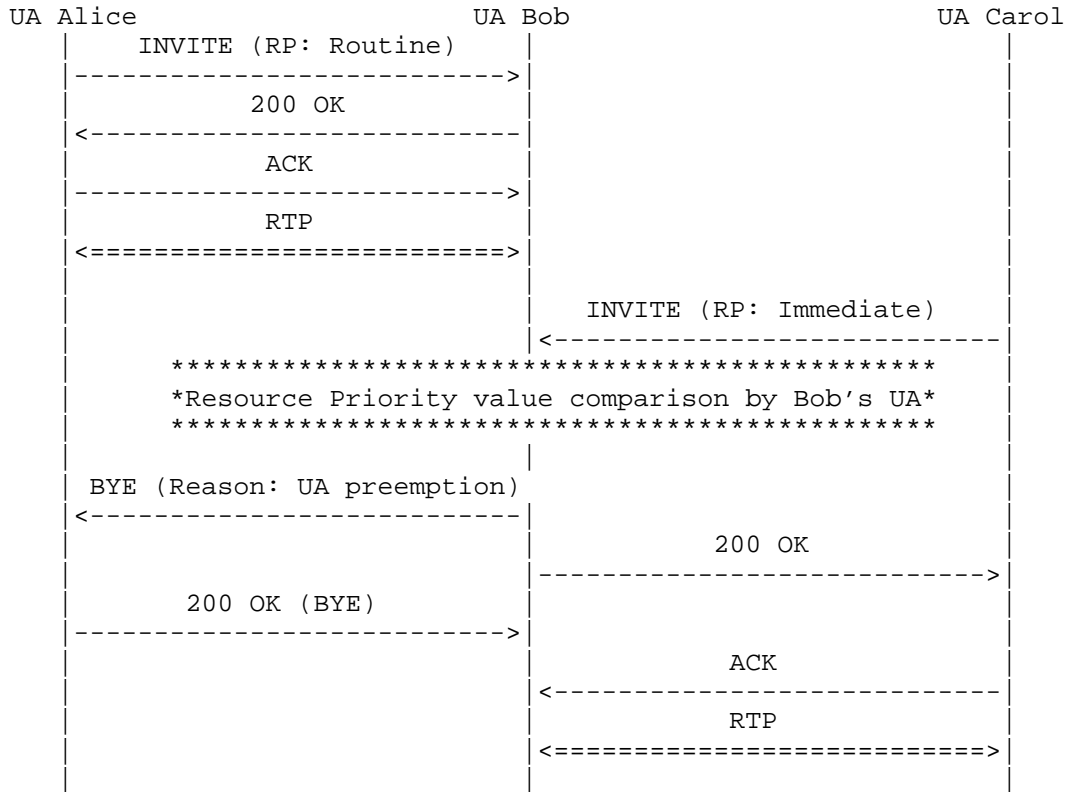 UA Alice UA Bob UA Carol
INVITE (RP: Routine)
200 OK
ACK
RTP
INVITE (RP: Immediate)
*************************************************
*Resource Priority value comparison by Bob's UA*
*************************************************
BYE (Reason: UA preemption)
200 OK
200 OK (BYE)
ACK
RTP